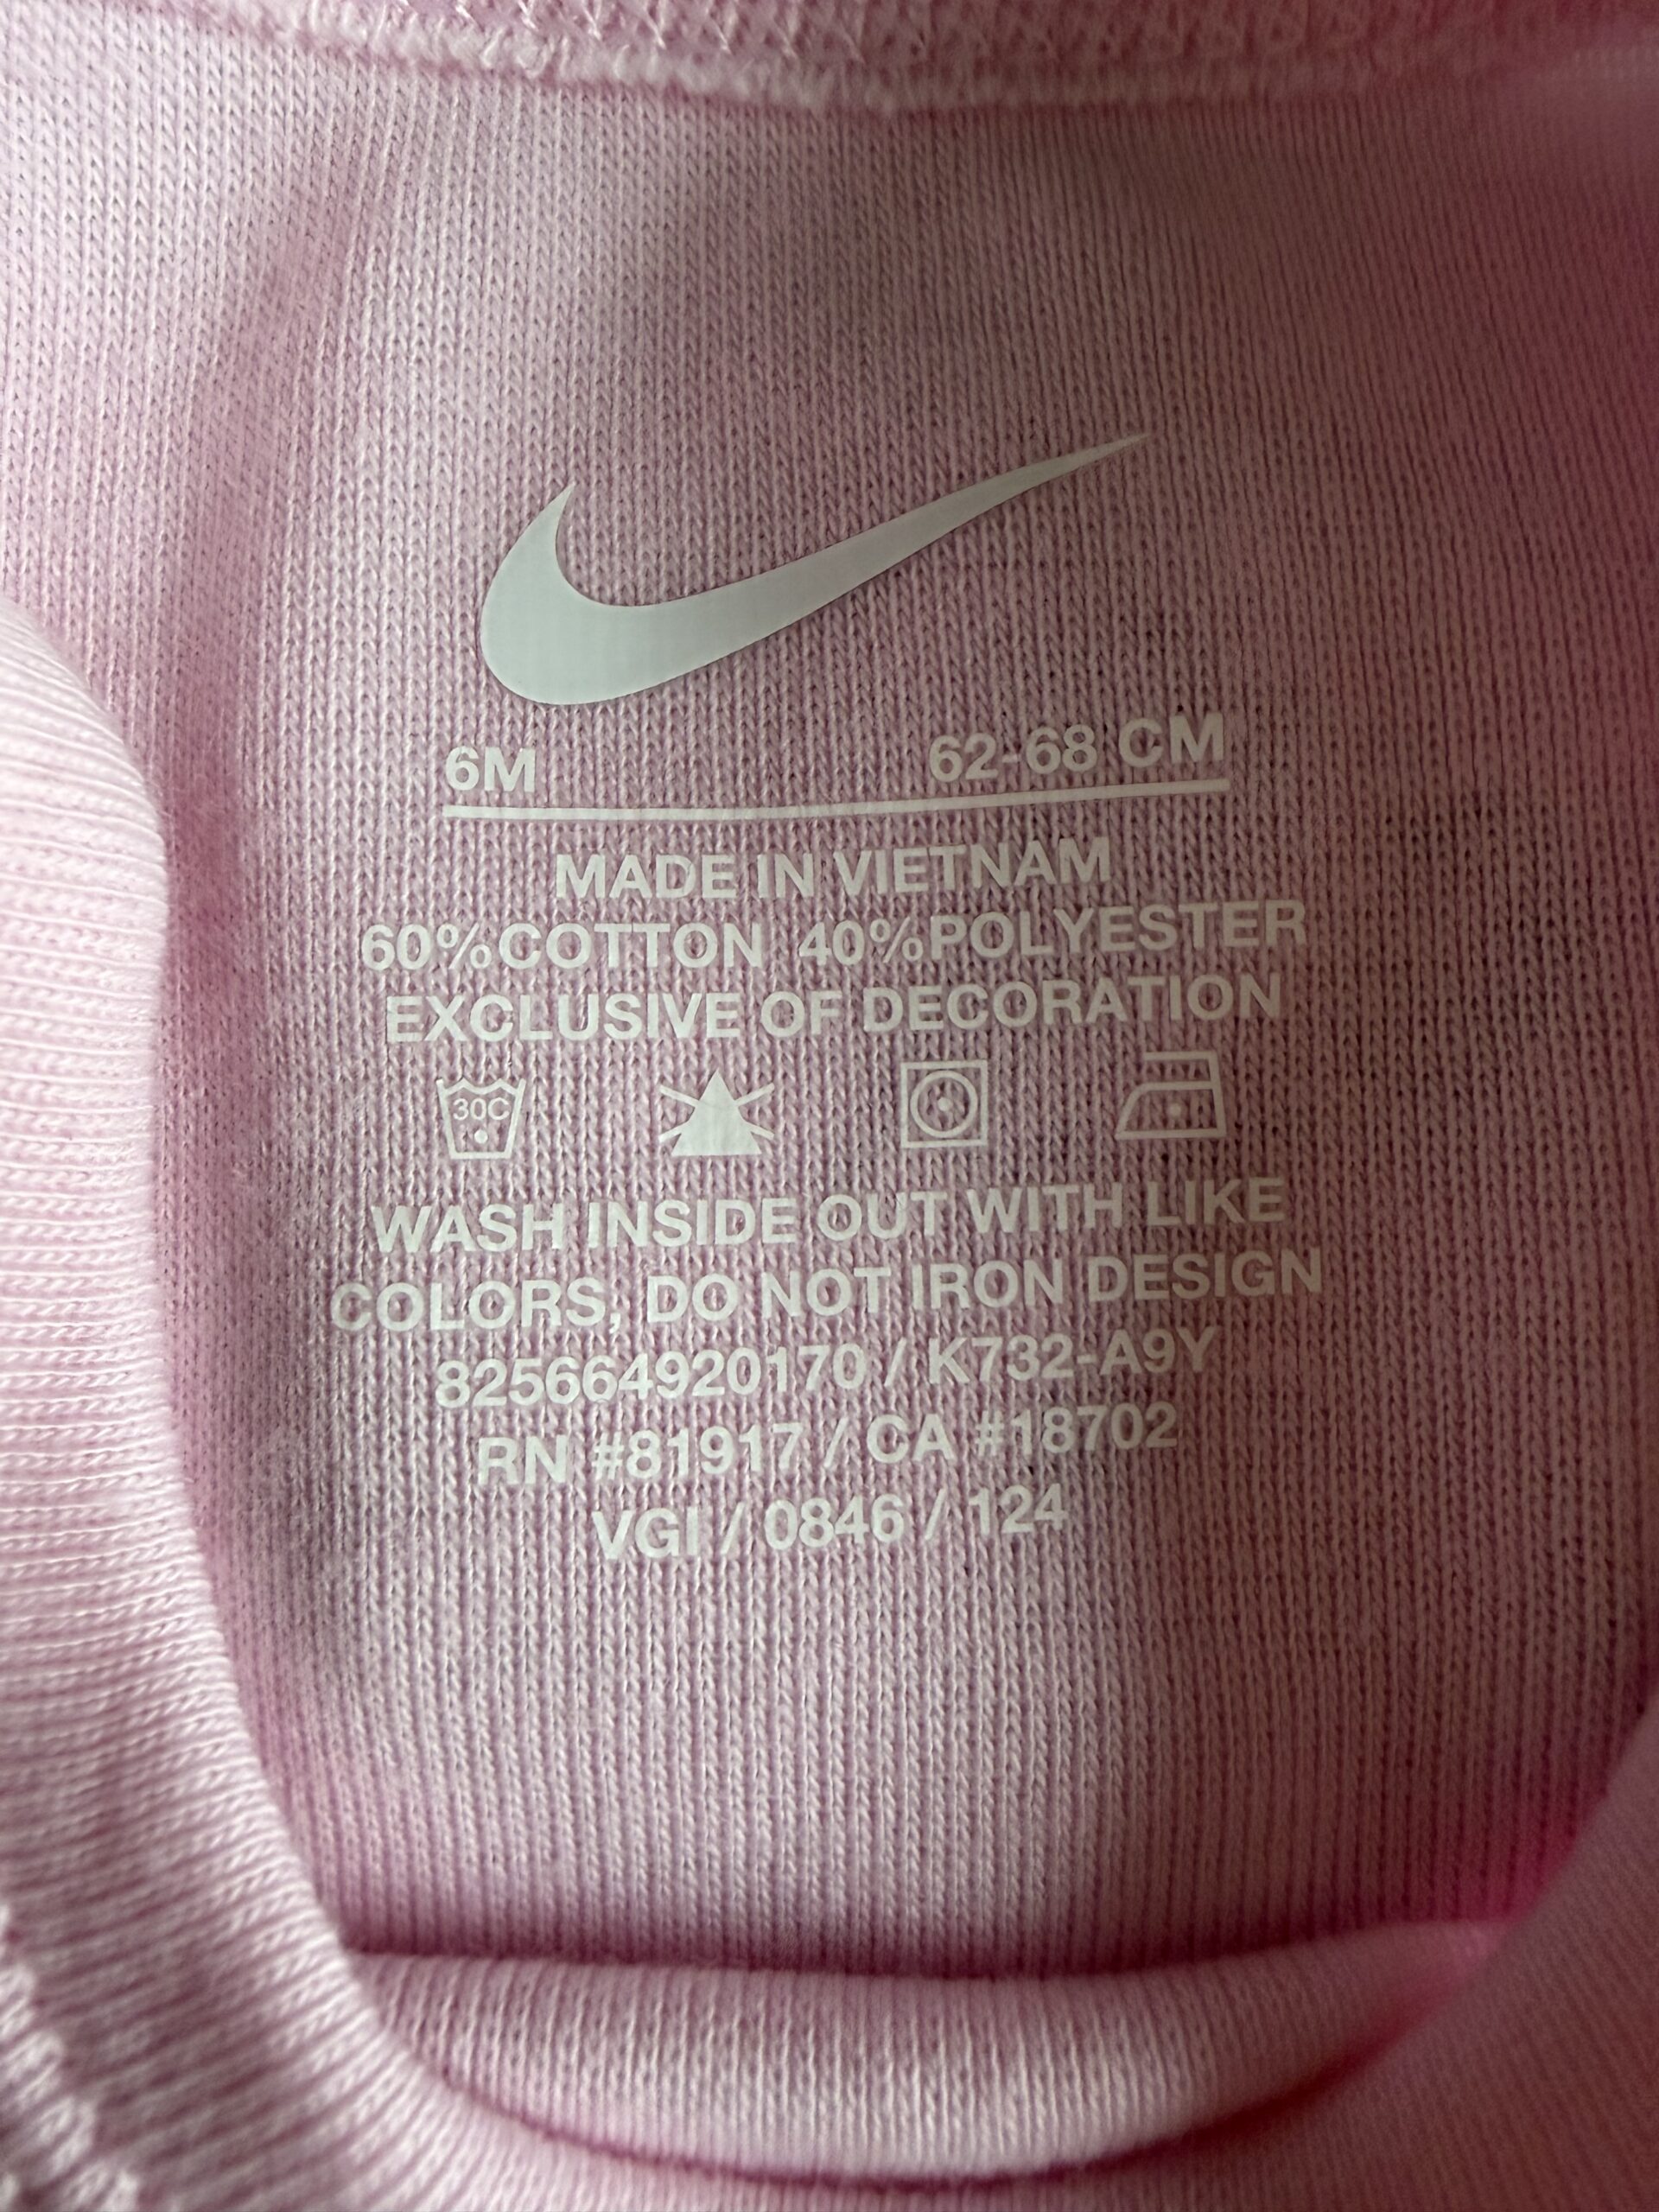 6M 62-68 CM
MADE IN VIETNAM
60%COTTON 40%POLYESTER
EXCLUSIVE OF DECORATION
30C
WASH INSIDE OUT WITH LIKE
COLORS, DO NOT IRON DESIGN
825664920170 / K732-A9Y
RN #81917 / CA #18702
VGI / 0846 / 124